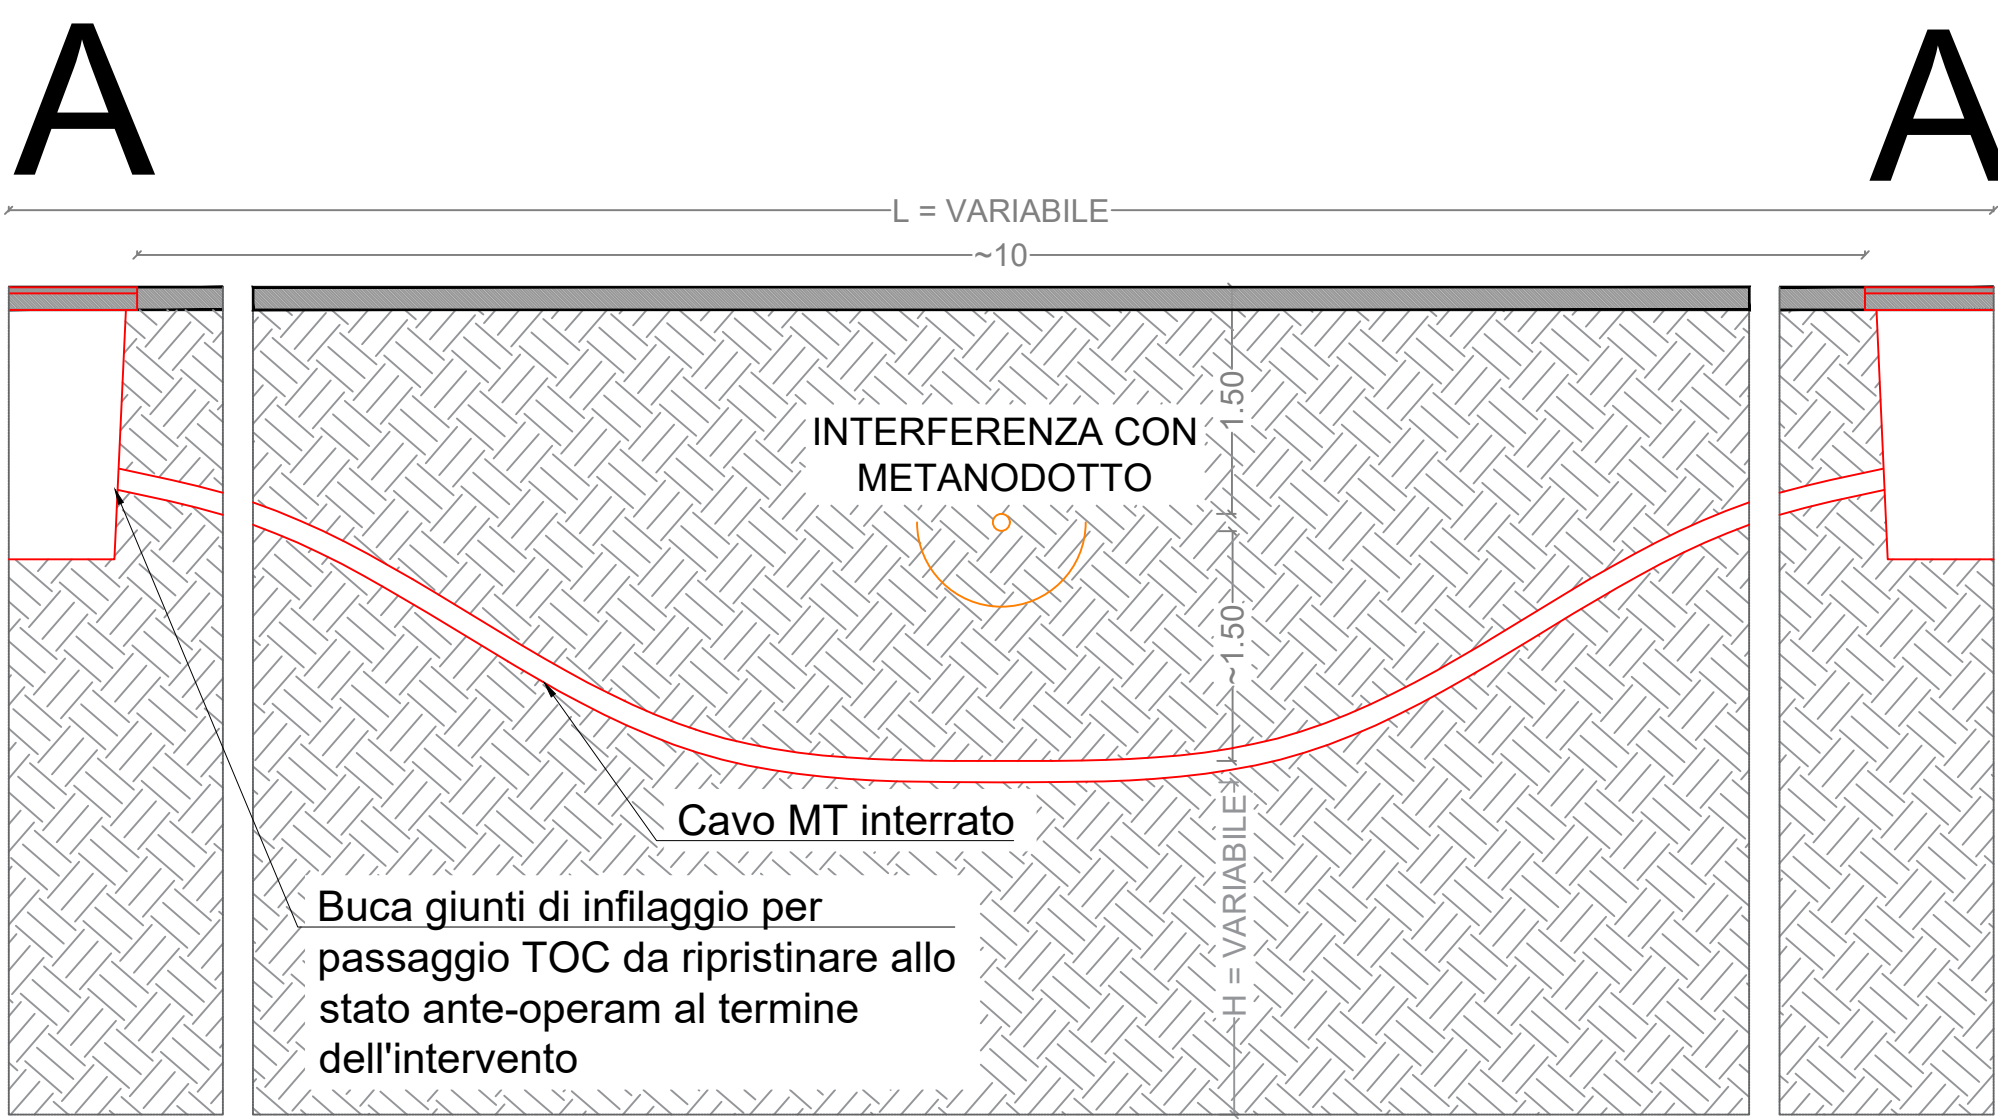 A
A
L = VARIABILE
~10
1.50
INTERFERENZA CON
METANODOTTO
~1.50
Cavo MT interrato
H = VARIABILE
Buca giunti di infilaggio per
passaggio TOC da ripristinare allo
stato ante-operam al termine
dell'intervento